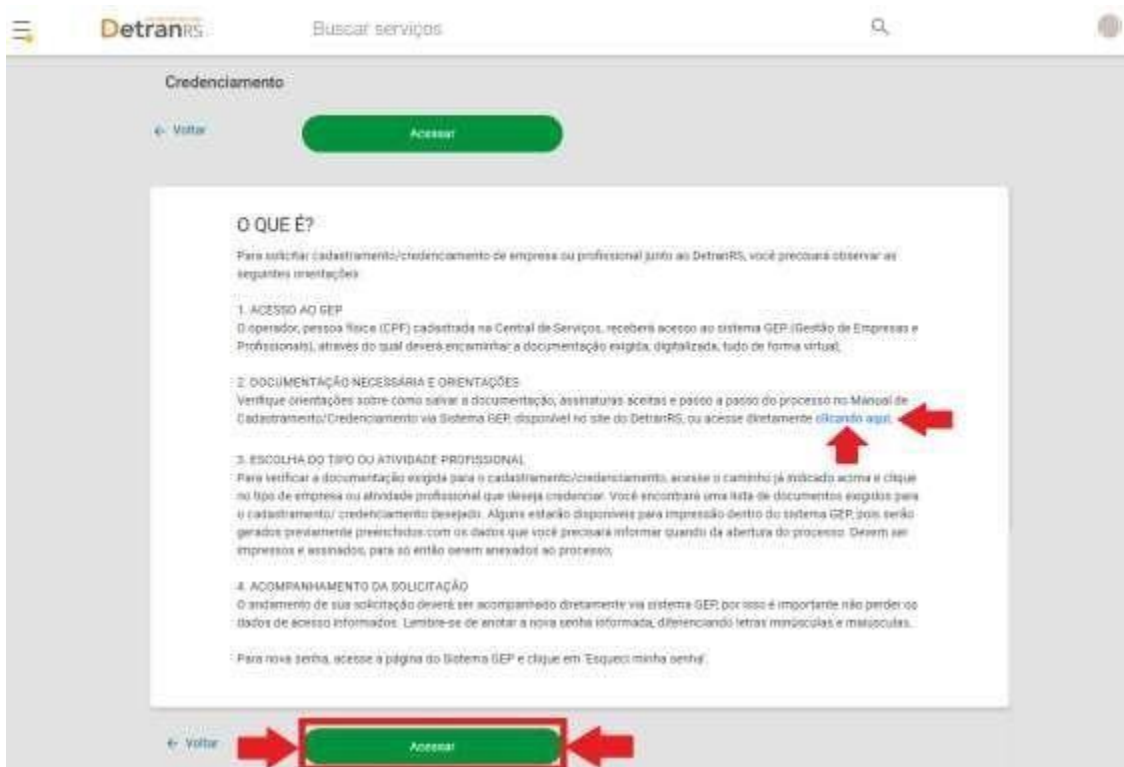 DetranRS
Buscar serviços
Credenciamento
← Voltar
Acessar
O QUE É?
Para solicitar cadastramento/credenciamento de empresa ou profissional junto ao DetranRS, você precisará observar as
seguintes orientações:
1. ACESSO AO GEP
O operador, pessoa física (CPF) cadastrada na Central de Serviços, receberá acesso ao sistema GEP (Gestão de Empresas e
Profissionais), através do qual deverá encaminhar a documentação exigida, digitalizada, tudo de forma virtual;
2. DOCUMENTAÇÃO NECESSÁRIA E ORIENTAÇÕES
Verifique orientações sobre como salvar a documentação, assinaturas aceitas e passo a passo do processo no Manual de
Cadastramento/Credenciamento via Sistema GEP, disponível no site do DetranRS, ou acesse diretamente clicando aqui;
3. ESCOLHA DO TIPO OU ATIVIDADE PROFISSIONAL
Para verificar a documentação exigida para o cadastramento/credenciamento, acesse o caminho já indicado acima e clique
no tipo de empresa ou atividade profissional que deseja credenciar. Você encontrará uma lista de documentos exigidos para
o cadastramento/ credenciamento desejado. Alguns estarão disponíveis para impressão dentro do sistema GEP, pois serão
gerados previamente preenchidos com os dados que você precisará informar quando da abertura do processo. Devem ser
impressos e assinados, para só então serem anexados ao processo;
4. ACOMPANHAMENTO DA SOLICITAÇÃO
O andamento de sua solicitação deverá ser acompanhado diretamente via sistema GEP, por isso é importante não perder os
dados de acesso informados. Lembre-se de anotar a nova senha informada, diferenciando letras minúsculas e maiúsculas.
Para nova senha, acesse a página do Sistema GEP e clique em 'Esqueci minha senha'.
← Voltar
Acessar